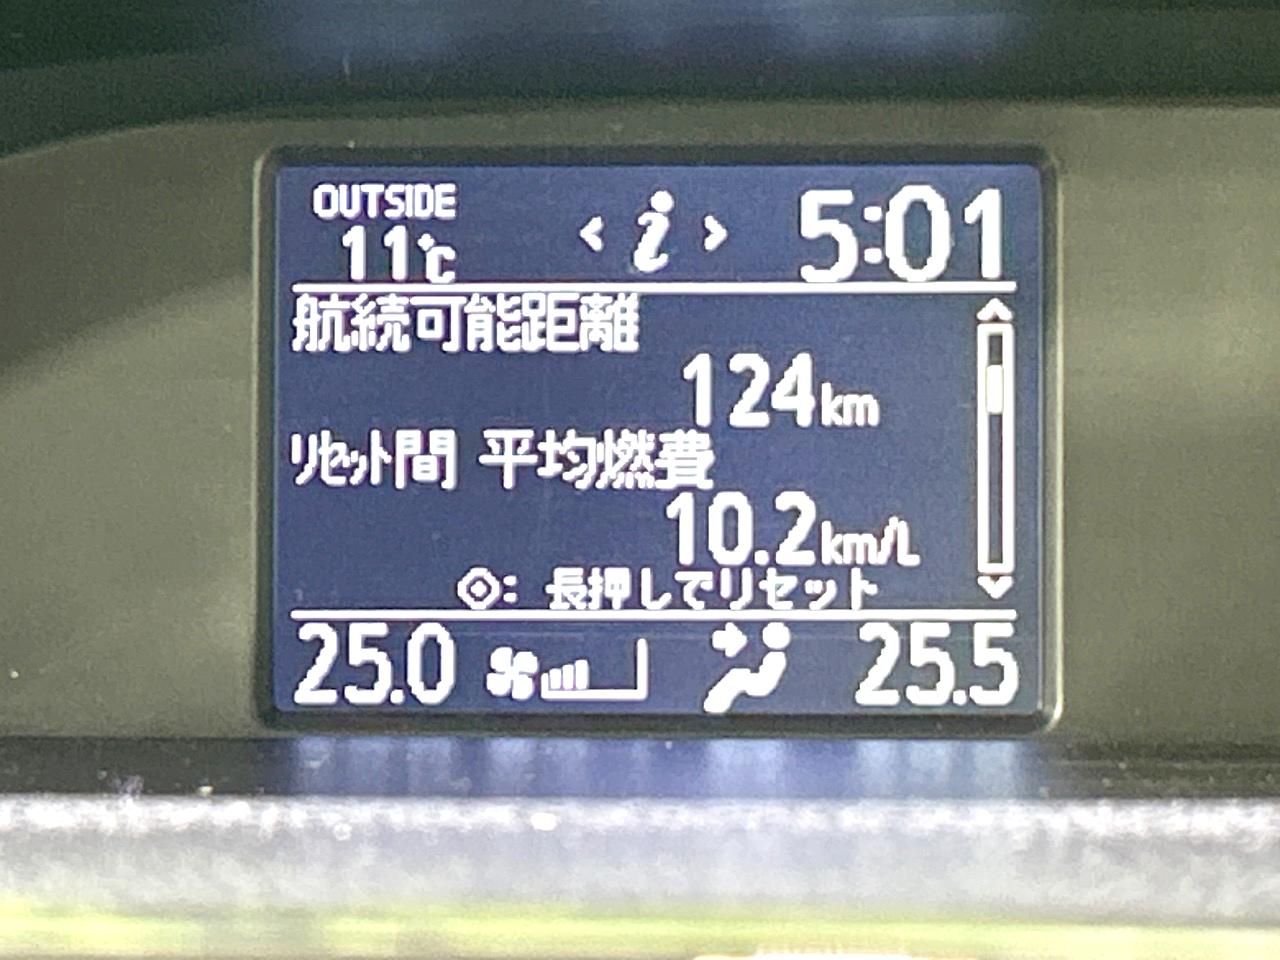 OUTSIDE
11℃
< i >
5:01
航続可能距離
124km
リセット間 平均燃費
10.2km/L
◎: 長押しでリセット
25.0
25.5